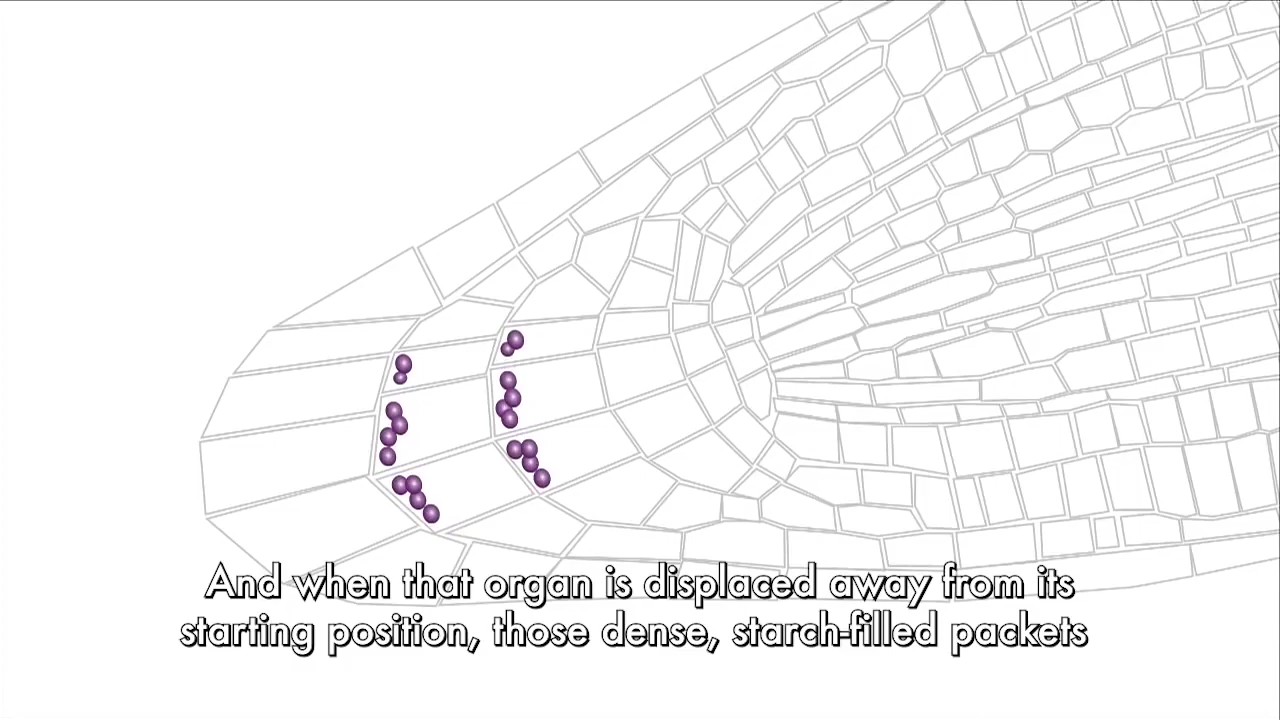 And when that organ is displaced away from its
starting position, those dense, starch-filled packets